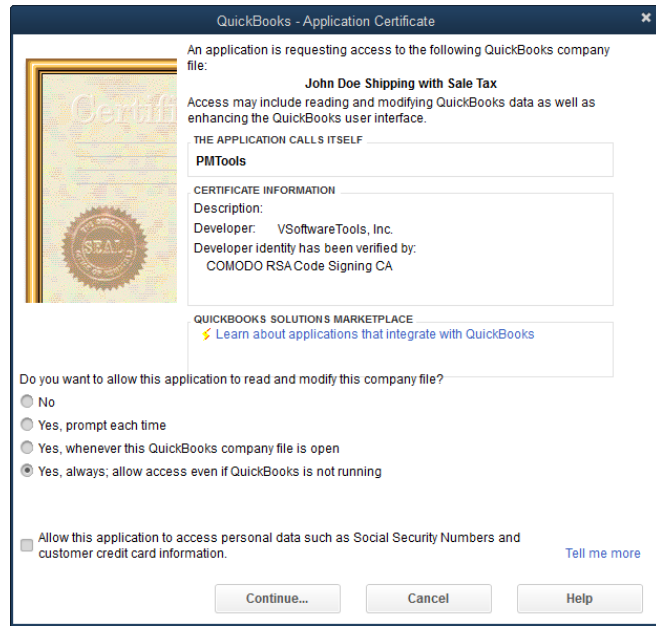 QuickBooks - Application Certificate
An application is requesting access to the following QuickBooks company
file:
John Doe Shipping with Sale Tax
Access may include reading and modifying QuickBooks data as well as
enhancing the QuickBooks user interface.
THE APPLICATION CALLS ITSELF
PMTools
CERTIFICATE INFORMATION
Description:
Developer: VSoftwareTools, Inc.
Developer identity has been verified by:
COMODO RSA Code Signing CA
QUICKBOOKS SOLUTIONS MARKETPLACE
Learn about applications that integrate with QuickBooks
Certifi
SEAL
Do you want to allow this application to read and modify this company file?
No
Yes, prompt each time
Yes, whenever this QuickBooks company file is open
Yes, always; allow access even if QuickBooks is not running
Allow this application to access personal data such as Social Security Numbers and
customer credit card information.
Tell me more
Continue...
Cancel
Help